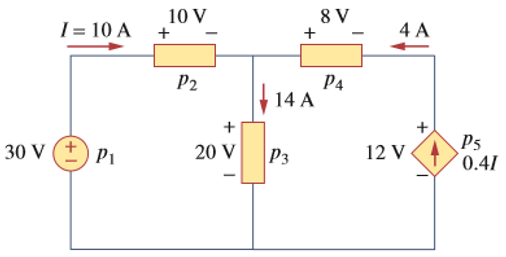 I = 10 A
10 V
+ −
p2
8 V
+ −
p4
4 A
14 A
30 V
+
−
p1
+
20 V
−
p3
12 V
+
−
p5
0.4I